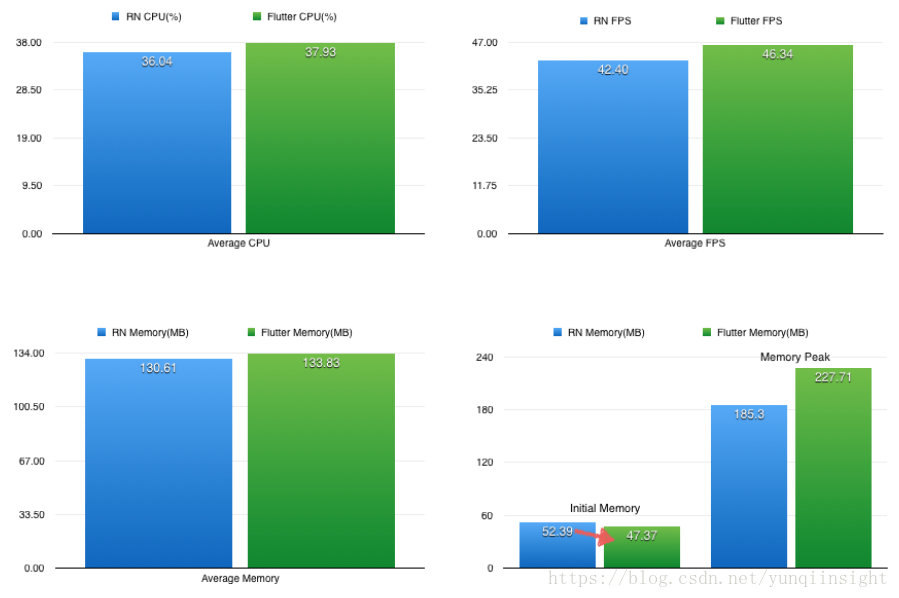 RN CPU(%) Flutter CPU(%)
38.00
28.50
19.00
9.50
0.00
36.04 37.93
Average CPU
RN FPS Flutter FPS
47.00
35.25
23.50
11.75
0.00
42.40 46.34
Average FPS
RN Memory(MB) Flutter Memory(MB)
134.00
100.50
67.00
33.50
0.00
130.61 133.83
Average Memory
RN Memory(MB) Flutter Memory(MB)
240
180
120
60
0
Memory Peak
185.3 227.71
Initial Memory
52.39 47.37
https://blog.csdn.net/yunqiinsight